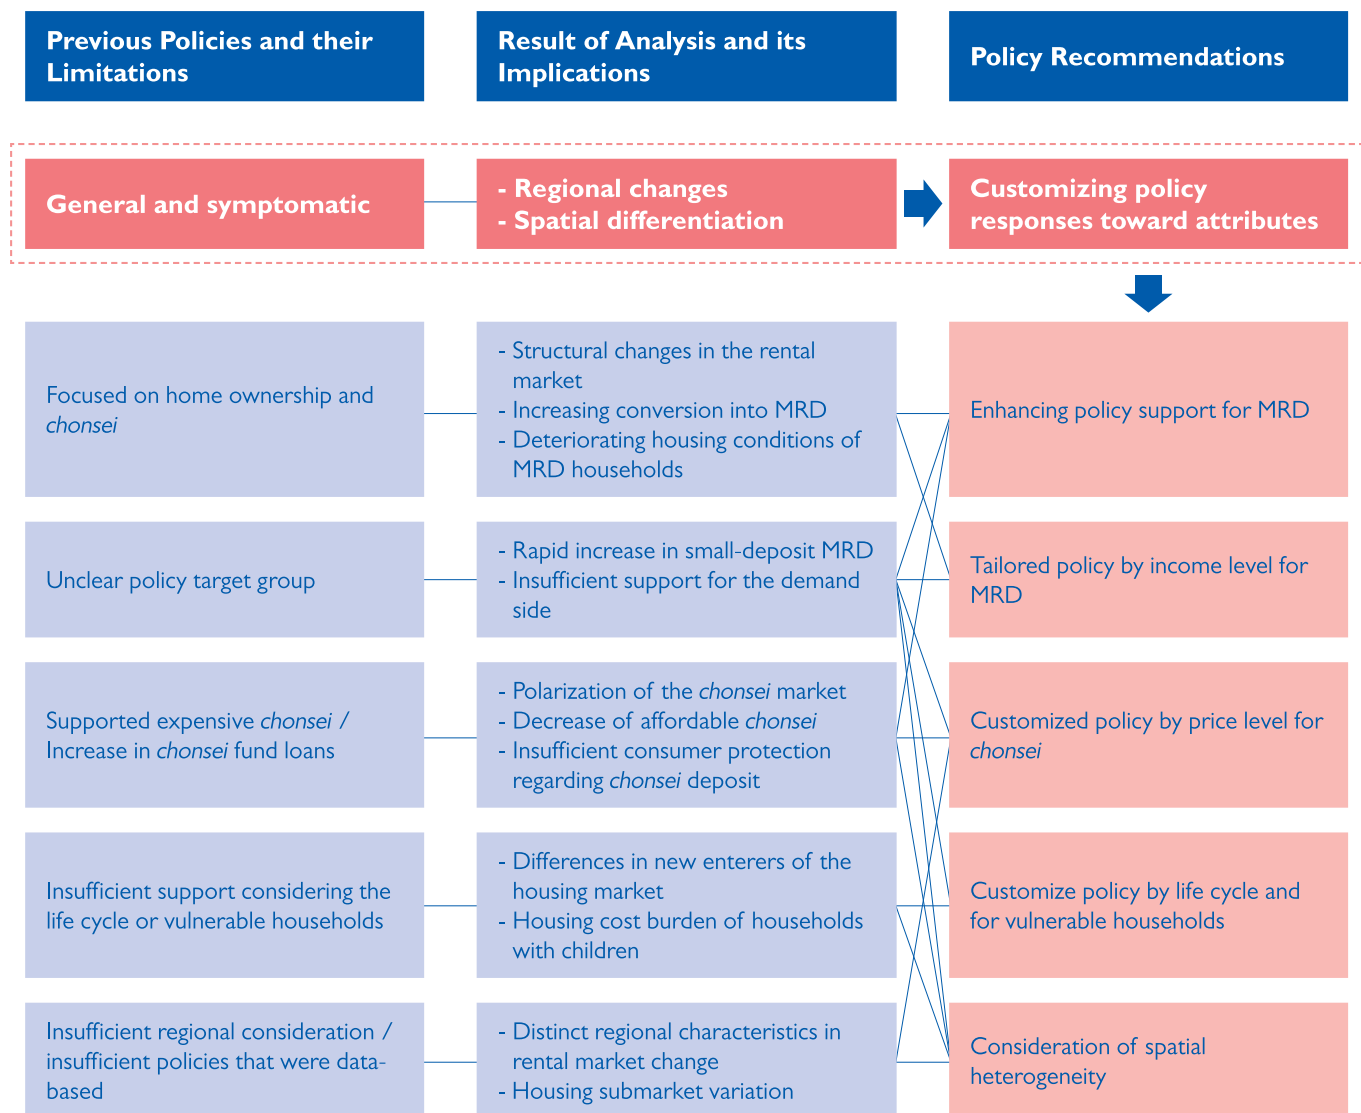 Previous Policies and their
Limitations
Result of Analysis and its
Implications
Policy Recommendations
General and symptomatic
- Regional changes
- Spatial differentiation
Customizing policy
responses toward attributes
Focused on home ownership and
chonsei
- Structural changes in the rental
market
- Increasing conversion into MRD
- Deteriorating housing conditions of
MRD households
Enhancing policy support for MRD
Unclear policy target group
- Rapid increase in small-deposit MRD
- Insufficient support for the demand
side
Tailored policy by income level for
MRD
Supported expensive chonsei /
Increase in chonsei fund loans
- Polarization of the chonsei market
- Decrease of affordable chonsei
- Insufficient consumer protection
regarding chonsei deposit
Customized policy by price level for
chonsei
Insufficient support considering the
life cycle or vulnerable households
- Differences in new enterers of the
housing market
- Housing cost burden of households
with children
Customize policy by life cycle and
for vulnerable households
Insufficient regional consideration /
insufficient policies that were data-
based
- Distinct regional characteristics in
rental market change
- Housing submarket variation
Consideration of spatial
heterogeneity